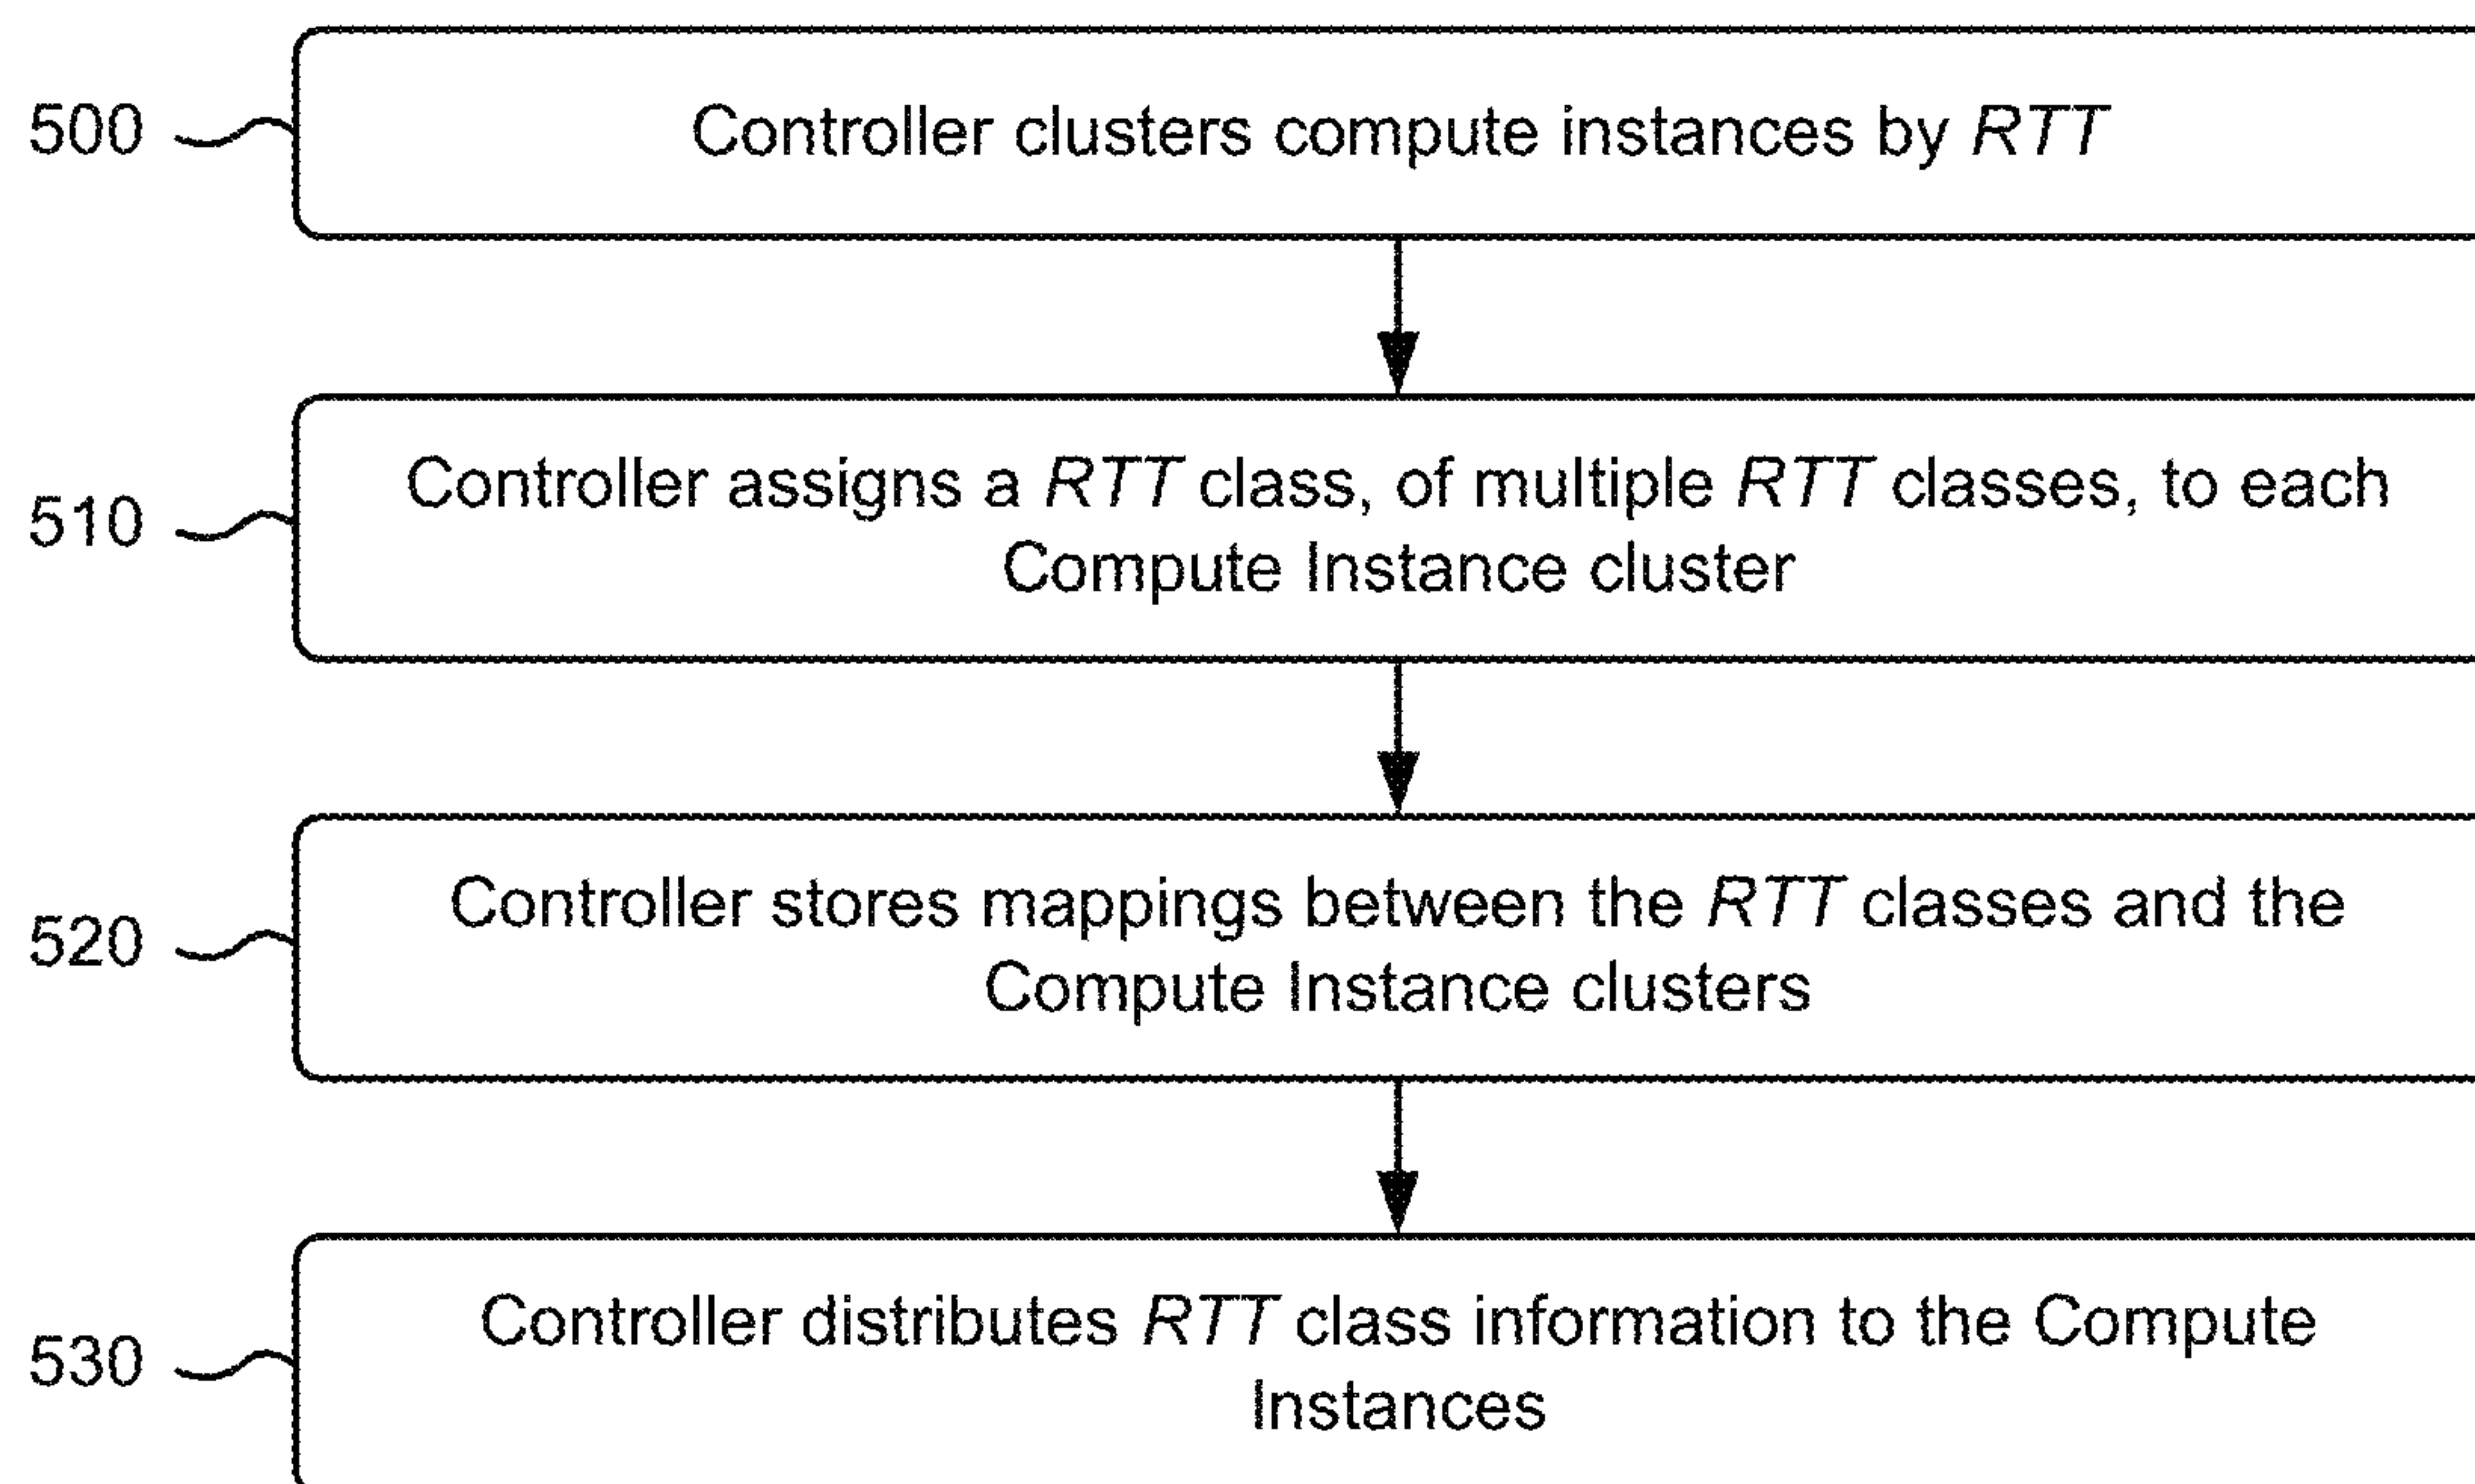 500
Controller clusters compute instances by RTT
510
Controller assigns a RTT class, of multiple RTT classes, to each
Compute Instance cluster
520
Controller stores mappings between the RTT classes and the
Compute Instance clusters
530
Controller distributes RTT class information to the Compute
Instances